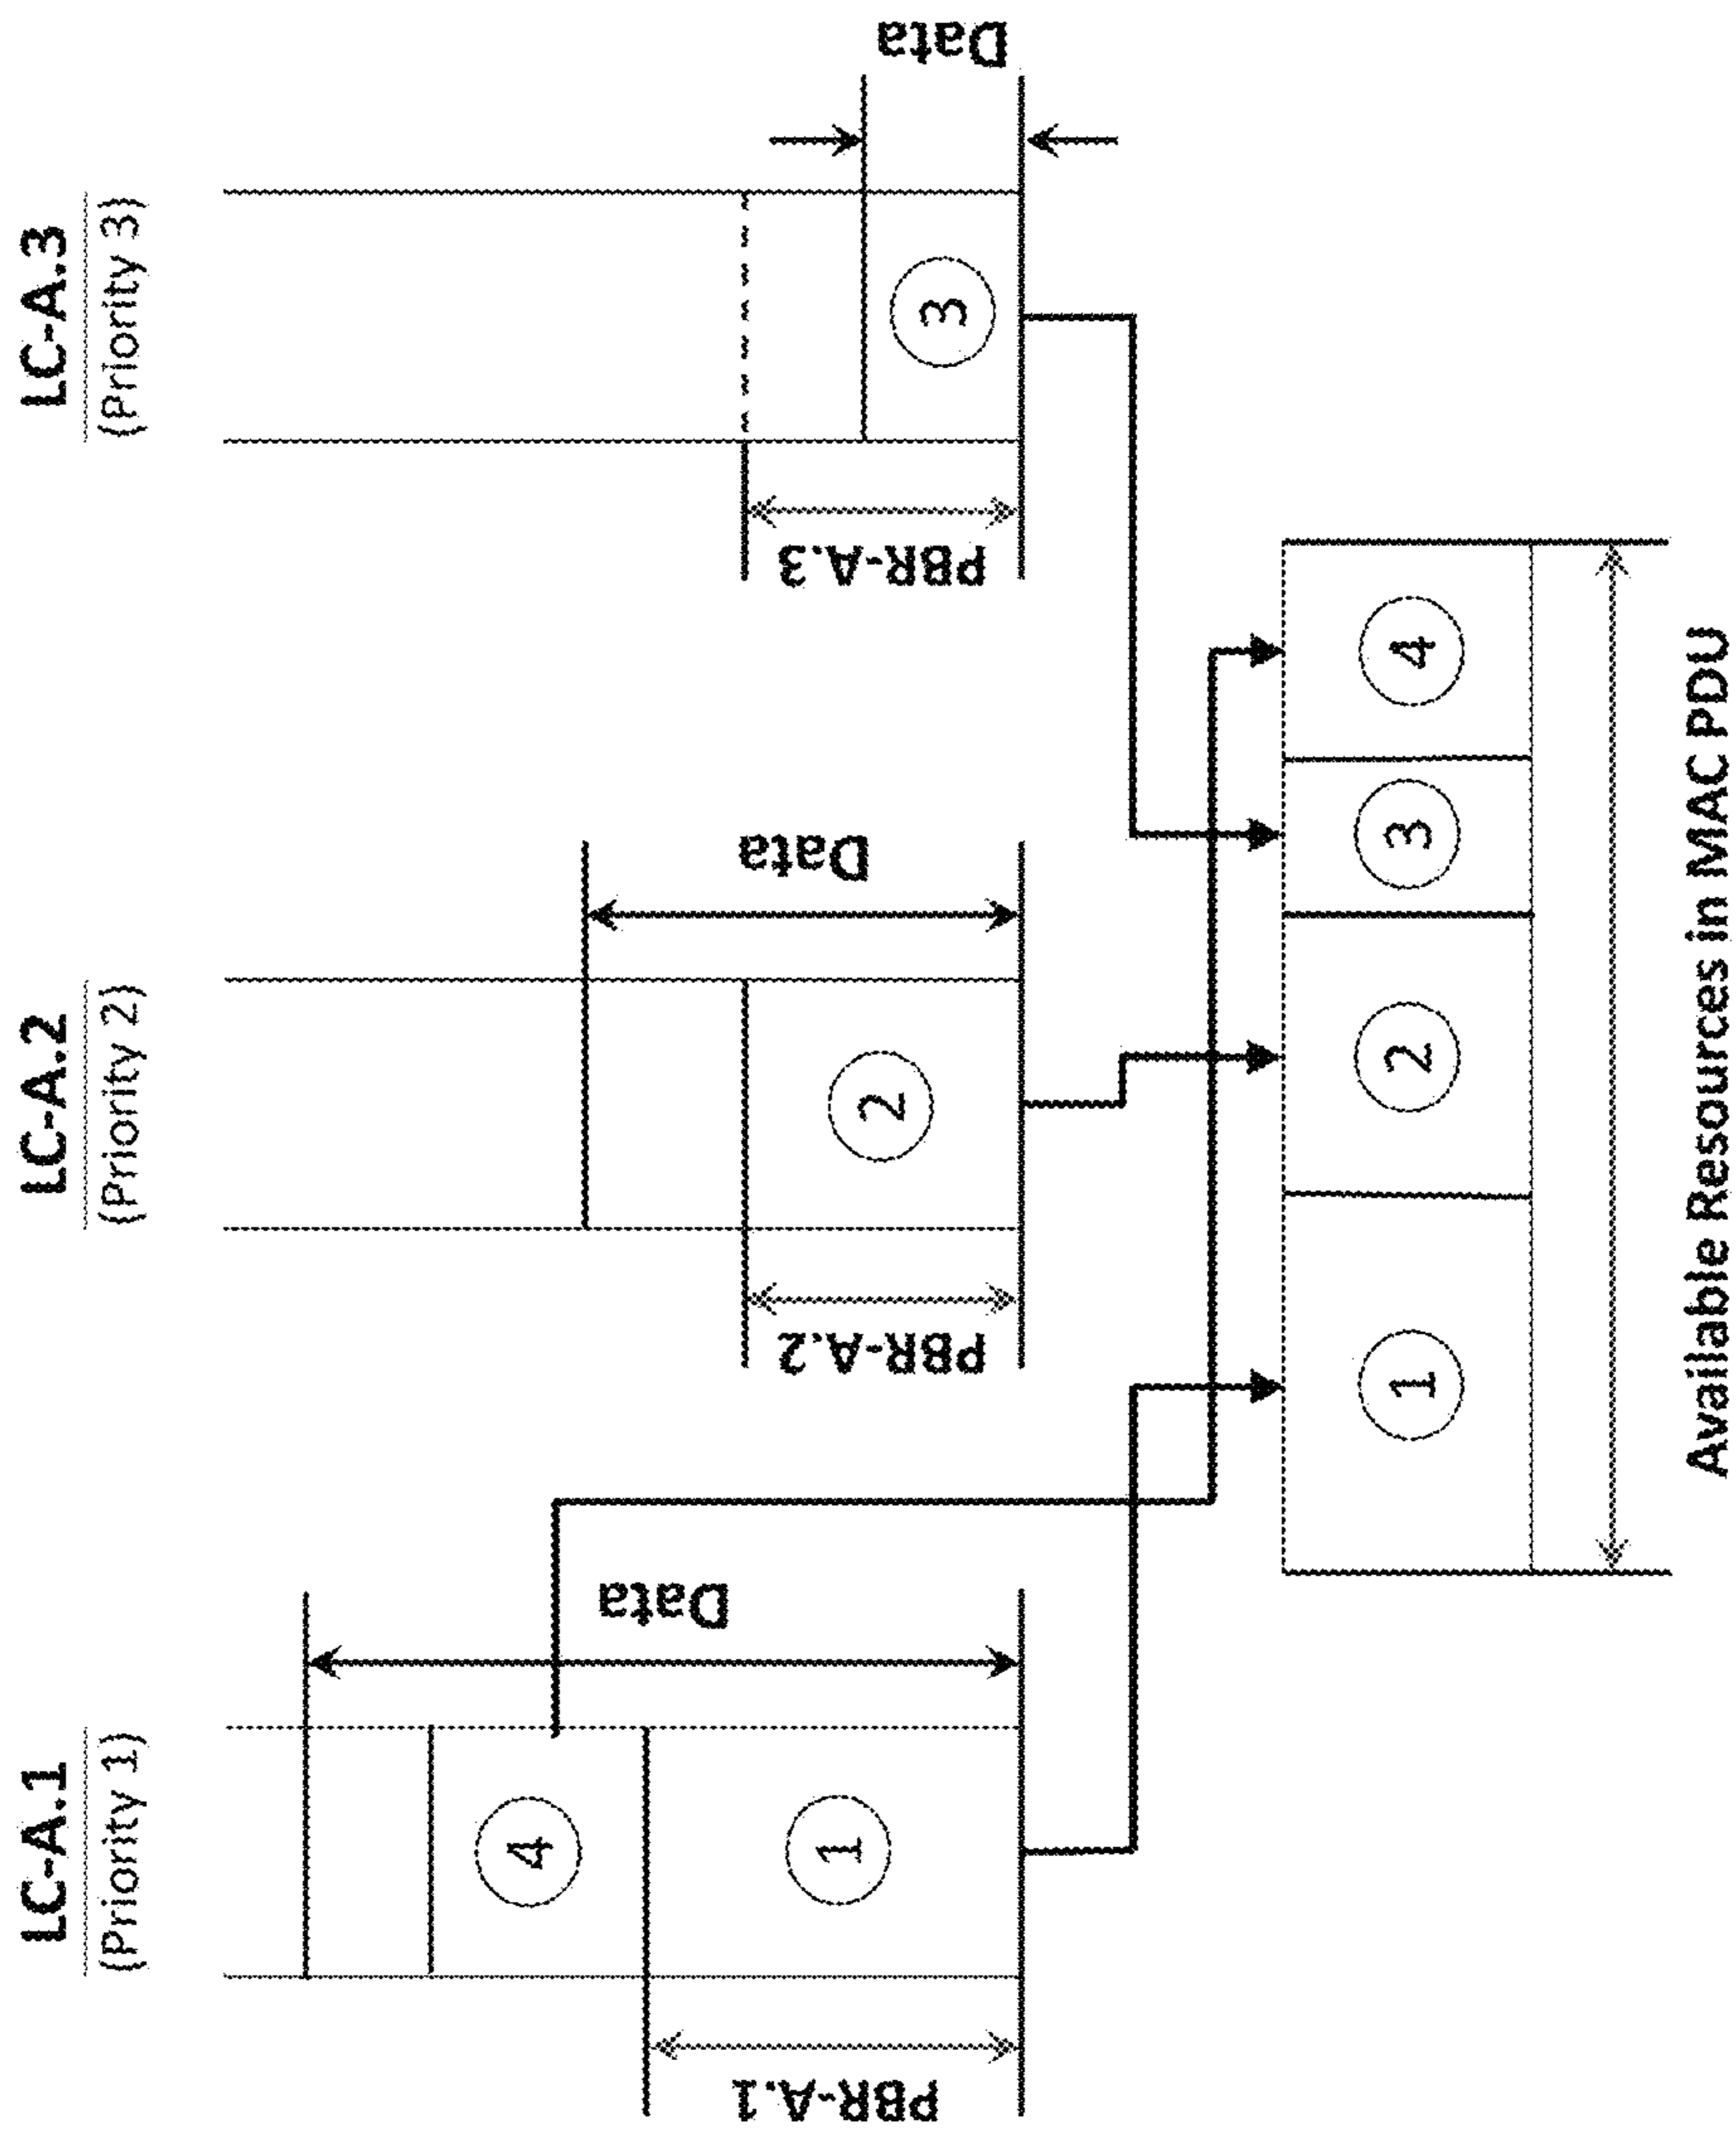 LC-A.1
(Priority 1)
LC-A.2
(Priority 2)
LC-A.3
(Priority 3)
PBR-A.1
4
1
Data
PBR-A.2
2
Data
PBR-A.3
3
Data
1
2
3
4
Available Resources in MAC PDU